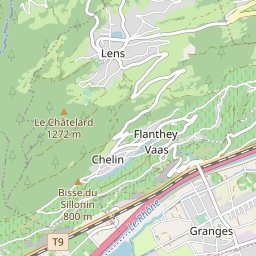 Lens
Le Châtelard
1272 m
Flanthey
Vaas
Chelin
Bisse du
Sillonin
800 m
Le Rhône
T9
Granges